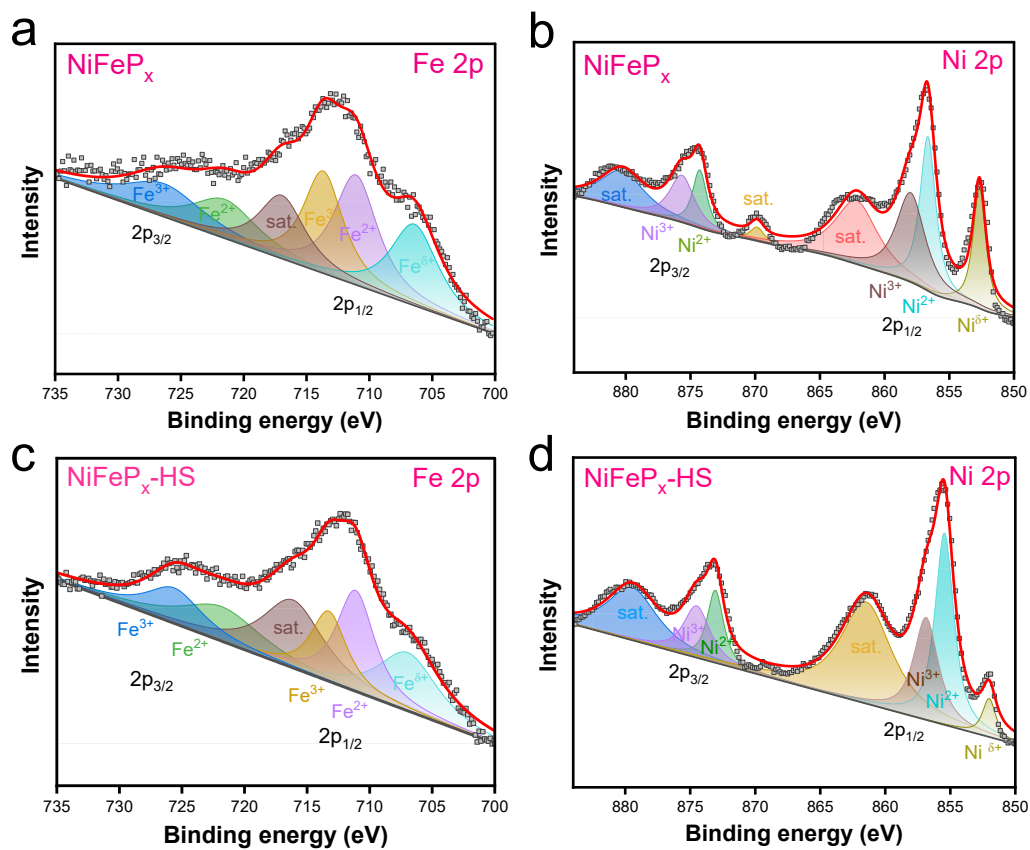 a
NiFePₓ
Fe 2p
Intensity
Fe³⁺
Fe²⁺
sat.
Fe³⁺
Fe²⁺
Fe^δ+
2p₃/₂
2p₁/₂
735 730 725 720 715 710 705 700
Binding energy (eV)
b
NiFePₓ
Ni 2p
Intensity
sat.
sat.
sat.
Ni³⁺
Ni²⁺
2p₃/₂
Ni³⁺
Ni²⁺
Ni^δ+
2p₁/₂
880 875 870 865 860 855 850
Binding energy (eV)
c
NiFePₓ-HS
Fe 2p
Intensity
Fe³⁺
Fe²⁺
sat.
Fe³⁺
Fe²⁺
Fe^δ+
2p₃/₂
2p₁/₂
735 730 725 720 715 710 705 700
Binding energy (eV)
d
NiFePₓ-HS
Ni 2p
Intensity
sat.
Ni³⁺
Ni²⁺
sat.
Ni³⁺
Ni²⁺
2p₃/₂
2p₁/₂
Ni ^δ+
880 875 870 865 860 855 850
Binding energy (eV)